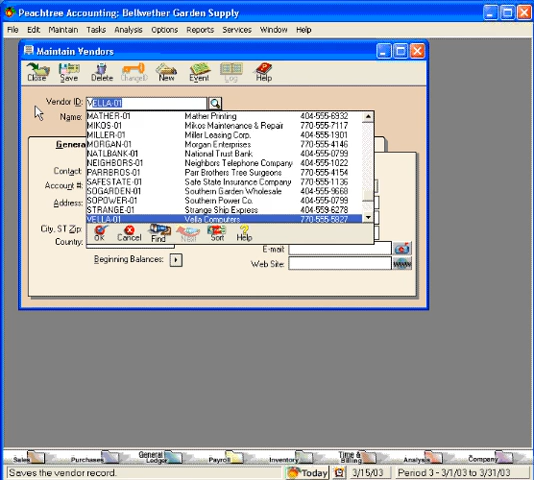 Peachtree Accounting: Bellwether Garden Supply
File Edit Maintain Tasks Analysis Options Reports Services Window Help
Maintain Vendors
Close Save Delete ChangeID New Event Log Help
Vendor ID: VELLA-01
Name:
MATHER-01 Mather Printing 404-555-6932
MIKOS-01 Mikos Maintenance & Repair 770-555-7117
MILLER-01 Miller Leasing Corp. 404-555-1901
MORGAN-01 Morgan Enterprises 770-555-4146
NATLBANK-01 National Trust Bank 404-555-0799
NEIGHBORS-01 Neighbors Telephone Company 404-555-1022
PARRBROS-01 Parr Brothers Tree Surgeons 770-555-4154
SAFESTATE-01 Safe State Insurance Company 770-555-1136
SOGARDEN-01 Southern Garden Wholesale 404-555-9668
SOPOWER-01 Southern Power Co. 404-555-0799
STRANGE-01 Strange Ship Express 404-559-6278
VELLA-01 Vella Computers 770-555-5827
OK Cancel Find Next Sort Help
Genera
Contact:
Account #:
Address:
City, ST Zip:
Country:
E-mail:
Web Site:
WWW
Beginning Balances:
Sales Purchases General Ledger Payroll Inventory Time & Billing Analysis Company
Saves the vendor record. Today 3/15/03 Period 3 - 3/1/03 to 3/31/03